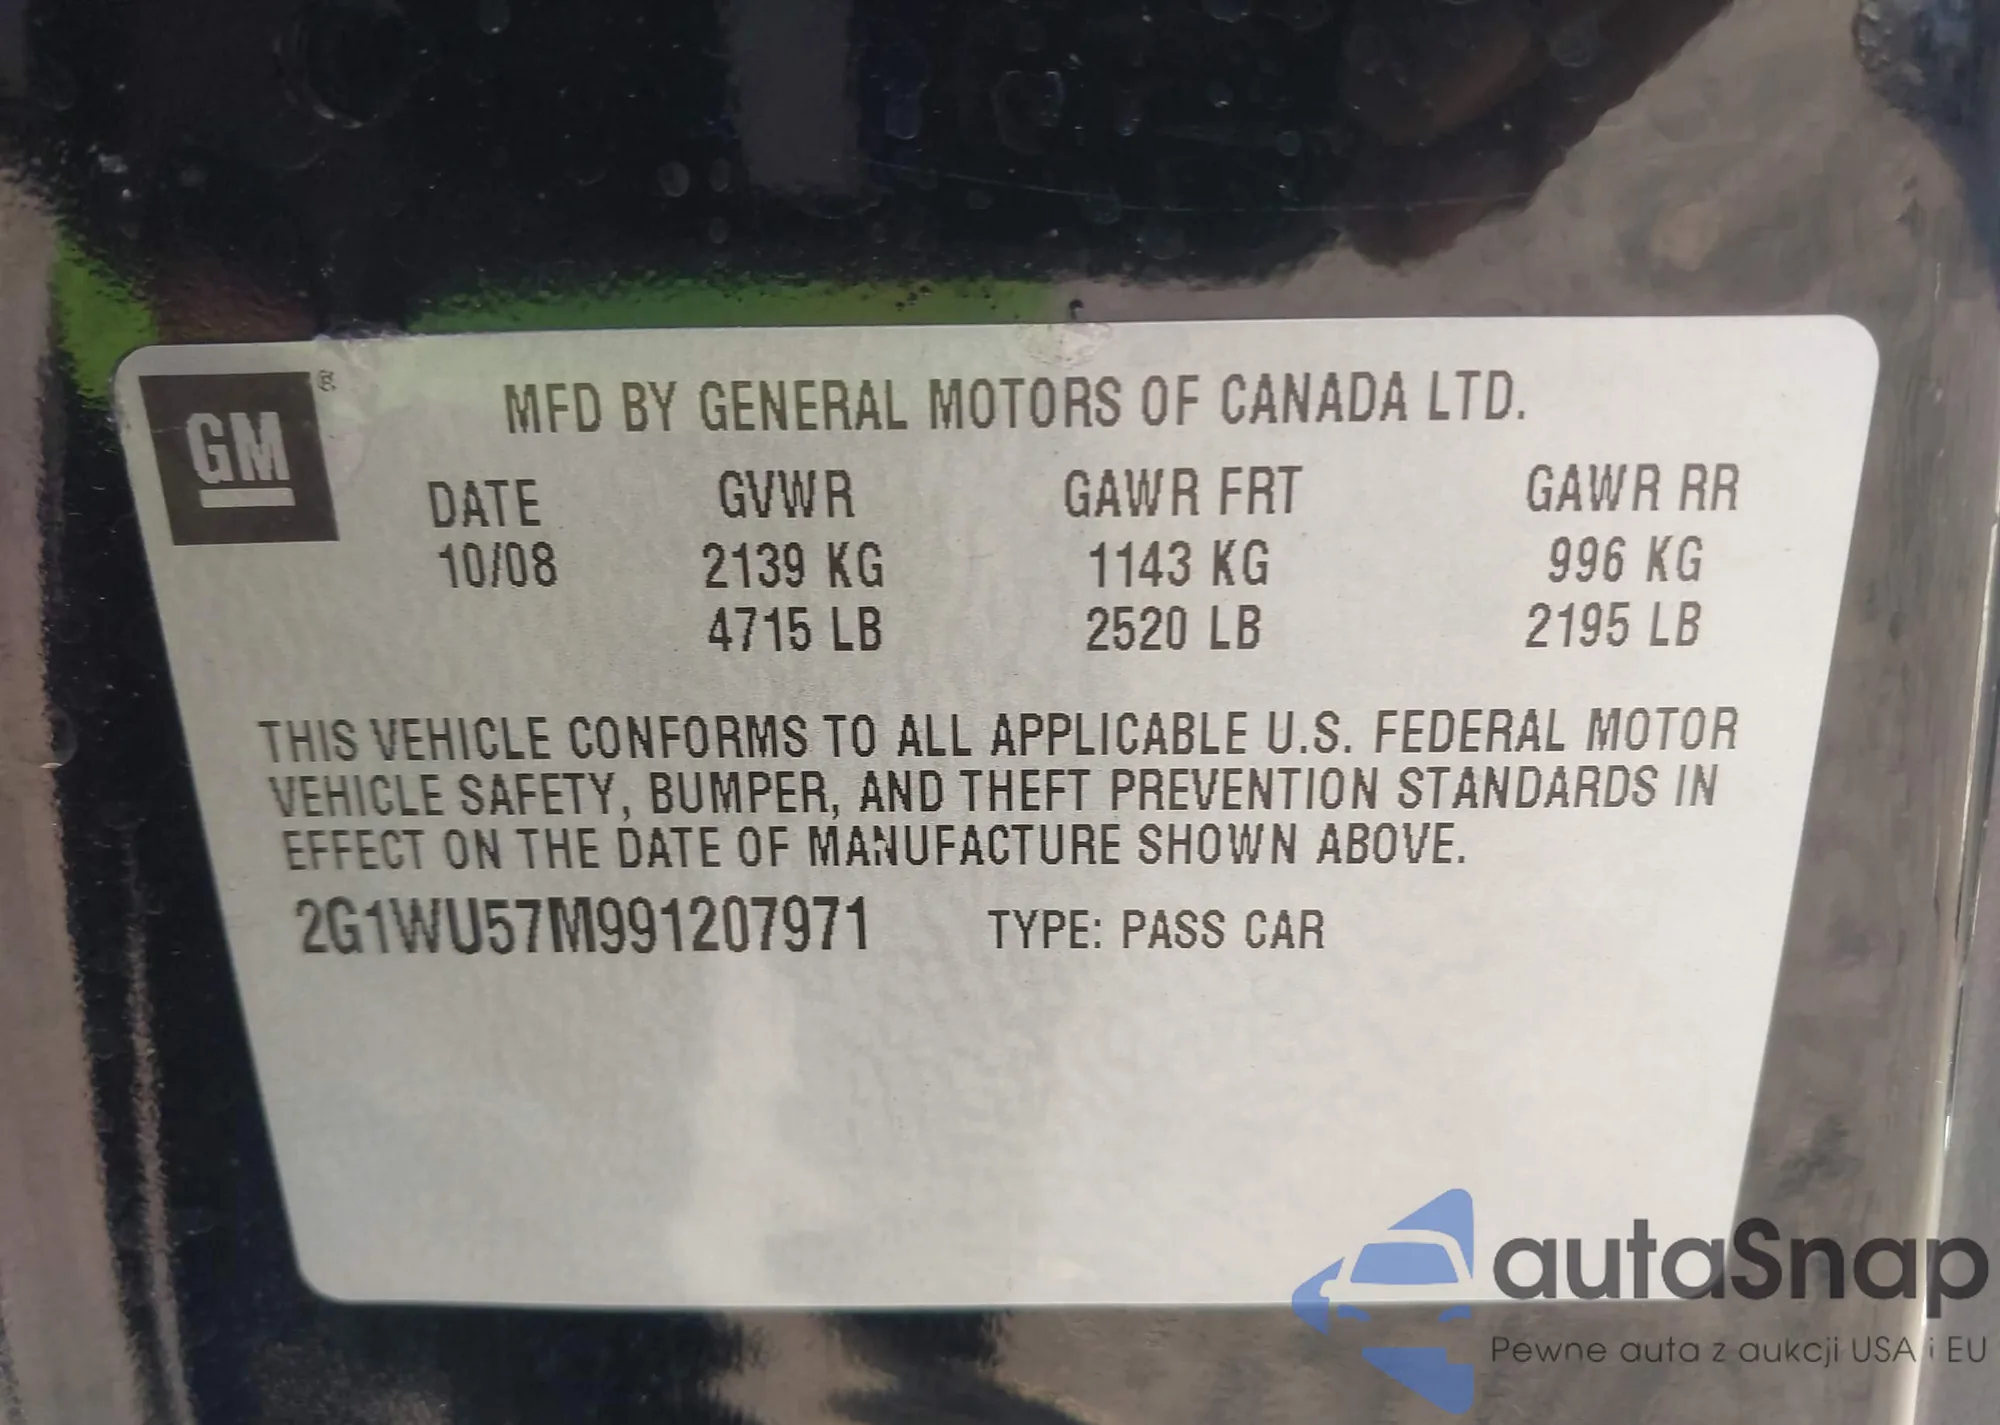 GM ®
MFD BY GENERAL MOTORS OF CANADA LTD.
DATE GVWR GAWR FRT GAWR RR
10/08 2139 KG 1143 KG 996 KG
4715 LB 2520 LB 2195 LB
THIS VEHICLE CONFORMS TO ALL APPLICABLE U.S. FEDERAL MOTOR
VEHICLE SAFETY, BUMPER, AND THEFT PREVENTION STANDARDS IN
EFFECT ON THE DATE OF MANUFACTURE SHOWN ABOVE.
2G1WU57M991207971 TYPE: PASS CAR
autaSnap
Pewne auta z aukcji USA i EU